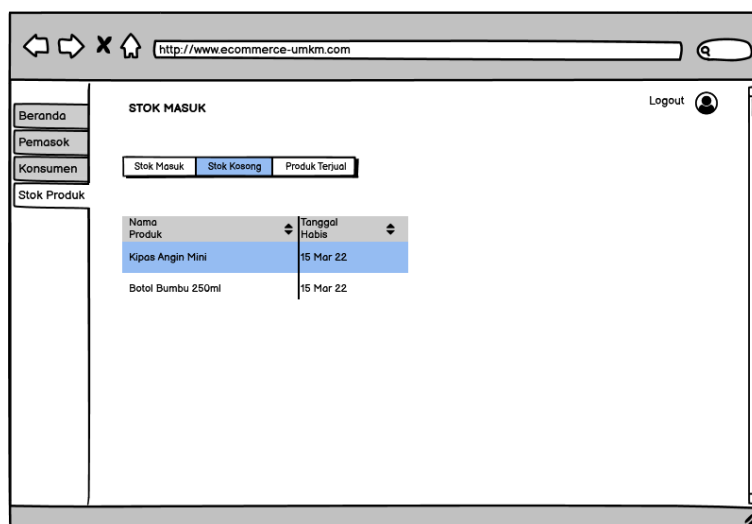 http://www.ecommerce-umkm.com
Beranda
Pemasok
Konsumen
Stok Produk
STOK MASUK
Logout
Stok Masuk Stok Kosong Produk Terjual
Nama Produk Tanggal Habis
Kipas Angin Mini 15 Mar 22
Botol Bumbu 250ml 15 Mar 22